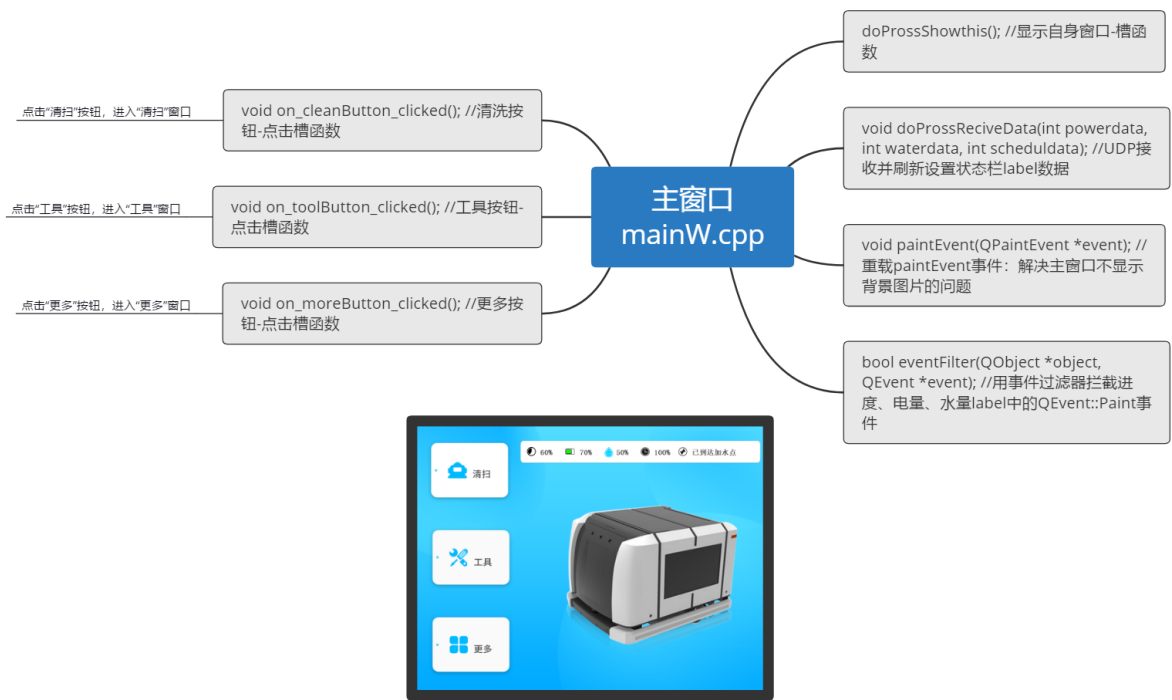 doProssShowthis(); //显示自身窗口-槽函
数
点击“清扫”按钮，进入“清扫”窗口
void on_cleanButton_clicked(); //清洗按
钮-点击槽函数
void doProssReciveData(int powerdata,
int waterdata, int scheduldata); //UDP接
收并刷新设置状态栏label数据
主窗口
mainW.cpp
点击“工具”按钮，进入“工具”窗口
void on_toolButton_clicked(); //工具按钮-
点击槽函数
void paintEvent(QPaintEvent *event); //
重载paintEvent事件：解决主窗口不显示
背景图片的问题
点击“更多”按钮，进入“更多”窗口
void on_moreButton_clicked(); //更多按
钮-点击槽函数
bool eventFilter(QObject *object,
QEvent *event); //用事件过滤器拦截进
度、电量、水量label中的QEvent::Paint事
件
60% 70% 50% 100% 已到达加水点
清扫
工具
更多